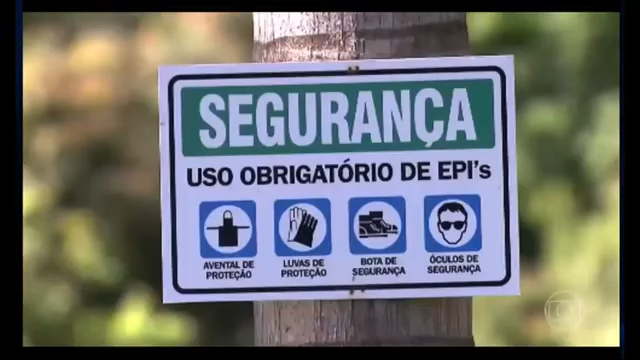 SEGURANÇA
USO OBRIGATÓRIO DE EPI's
AVENTAL DE
PROTEÇÃO
LUVAS DE
PROTEÇÃO
BOTA DE
SEGURANÇA
ÓCULOS DE
SEGURANÇA